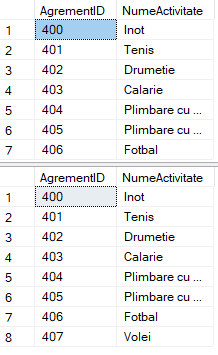 AgrementID NumeActivitate
1 400 Inot
2 401 Tenis
3 402 Drumetie
4 403 Calarie
5 404 Plimbare cu ...
6 405 Plimbare cu ...
7 406 Fotbal
AgrementID NumeActivitate
1 400 Inot
2 401 Tenis
3 402 Drumetie
4 403 Calarie
5 404 Plimbare cu ...
6 405 Plimbare cu ...
7 406 Fotbal
8 407 Volei